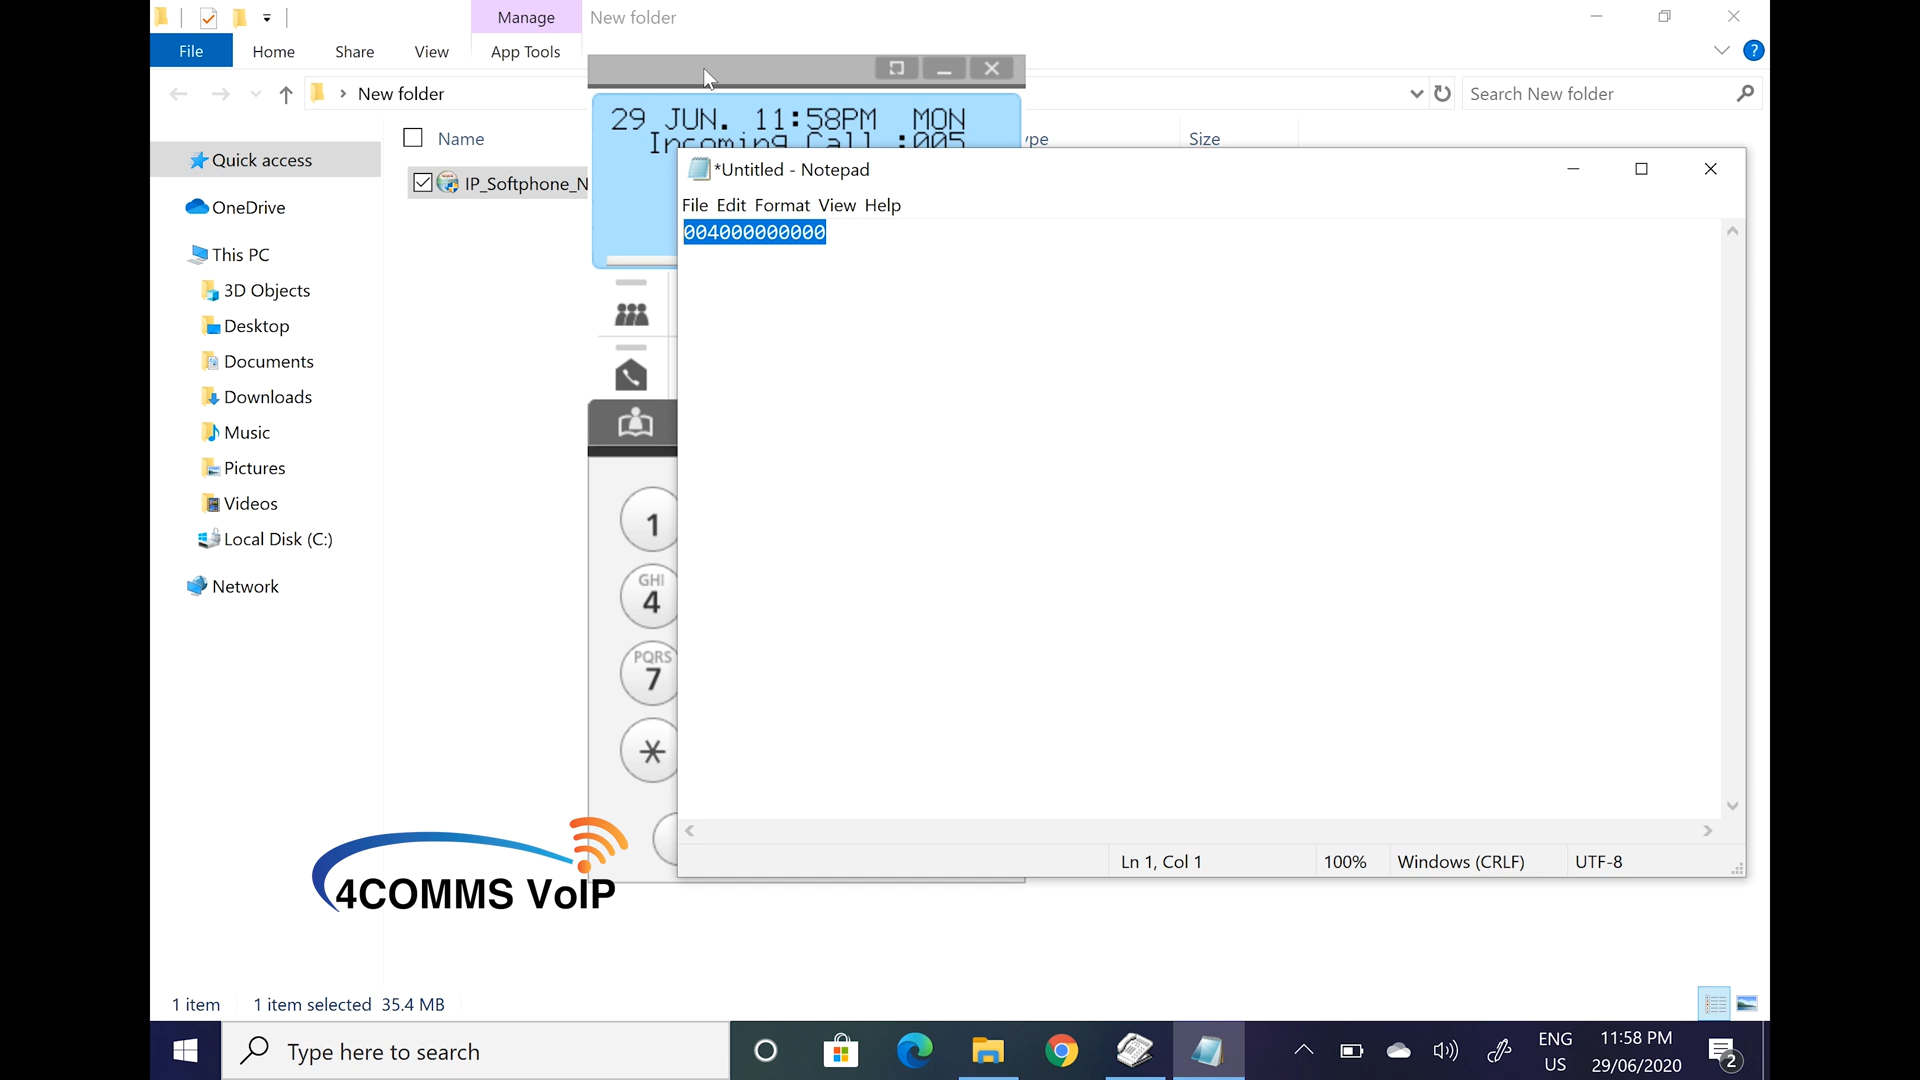 Manage
New folder
File
Home
Share
View
App Tools
New folder
Search New folder
29 JUN. 11:58PM MON
Incoming Call :005
Name
ype
Size
Quick access
OneDrive
This PC
3D Objects
Desktop
Documents
Downloads
Music
Pictures
Videos
Local Disk (C:)
Network
IP_Softphone_N
*Untitled - Notepad
File Edit Format View Help
004000000000
1
GHI
4
PQRS
7
*
Ln 1, Col 1
100%
Windows (CRLF)
UTF-8
4COMMS VoIP
1 item
1 item selected 35.4 MB
Type here to search
ENG
US
11:58 PM
29/06/2020
2